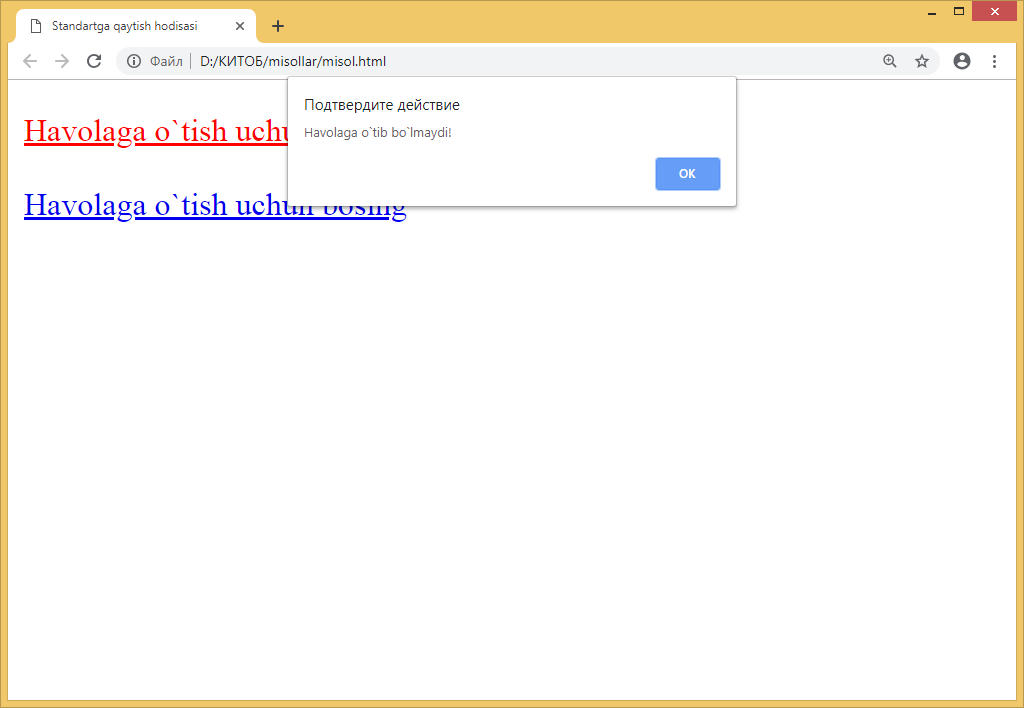 Standartga qaytish hodisasi
Файл D:/КИТОБ/misollar/misol.html
Подтвердите действие
Havolaga o`tib bo`lmaydi!
OK
Havolaga o`tish uchu
Havolaga o`tish uchun bosing